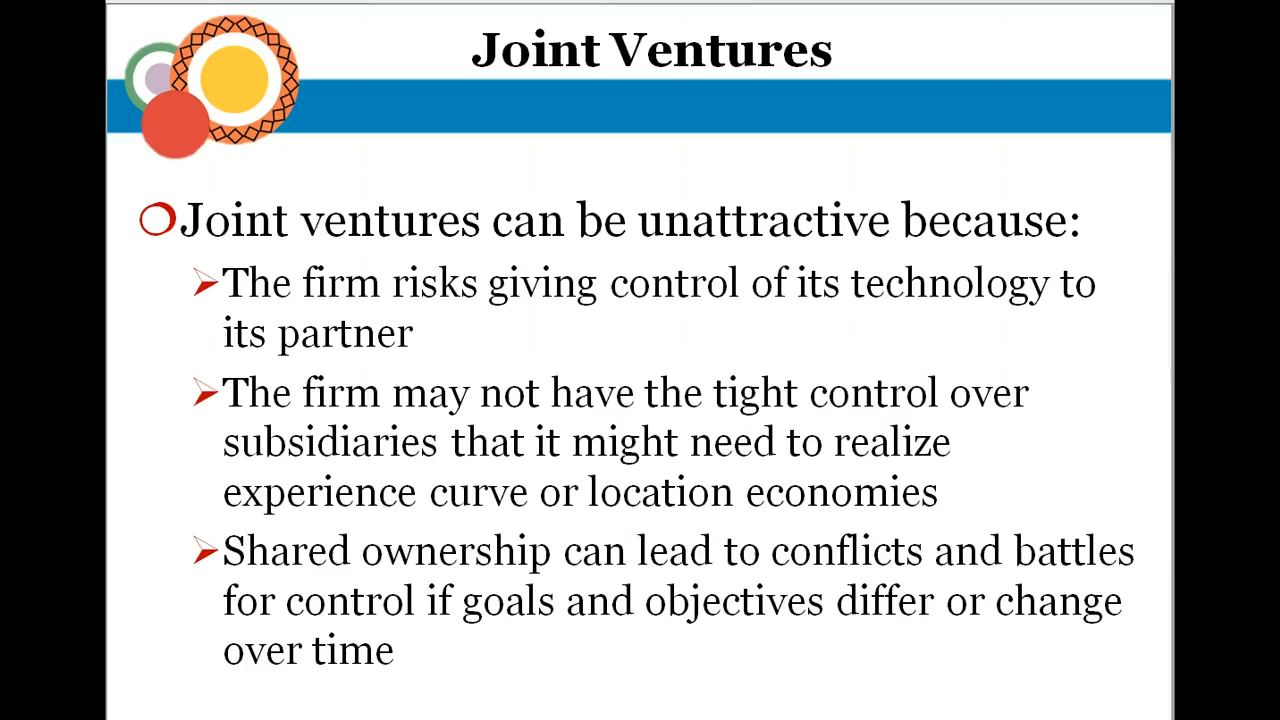 Joint Ventures
Joint ventures can be unattractive because:
The firm risks giving control of its technology to
its partner
The firm may not have the tight control over
subsidiaries that it might need to realize
experience curve or location economies
Shared ownership can lead to conflicts and battles
for control if goals and objectives differ or change
over time